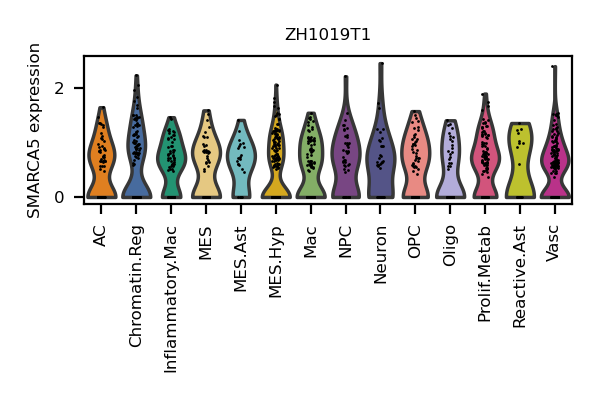 ZH1019T1
SMARCA5 expression
2
0
AC
Chromatin.Reg
Inflammatory.Mac
MES
MES.Ast
MES.Hyp
Mac
NPC
Neuron
OPC
Oligo
Prolif.Metab
Reactive.Ast
Vasc